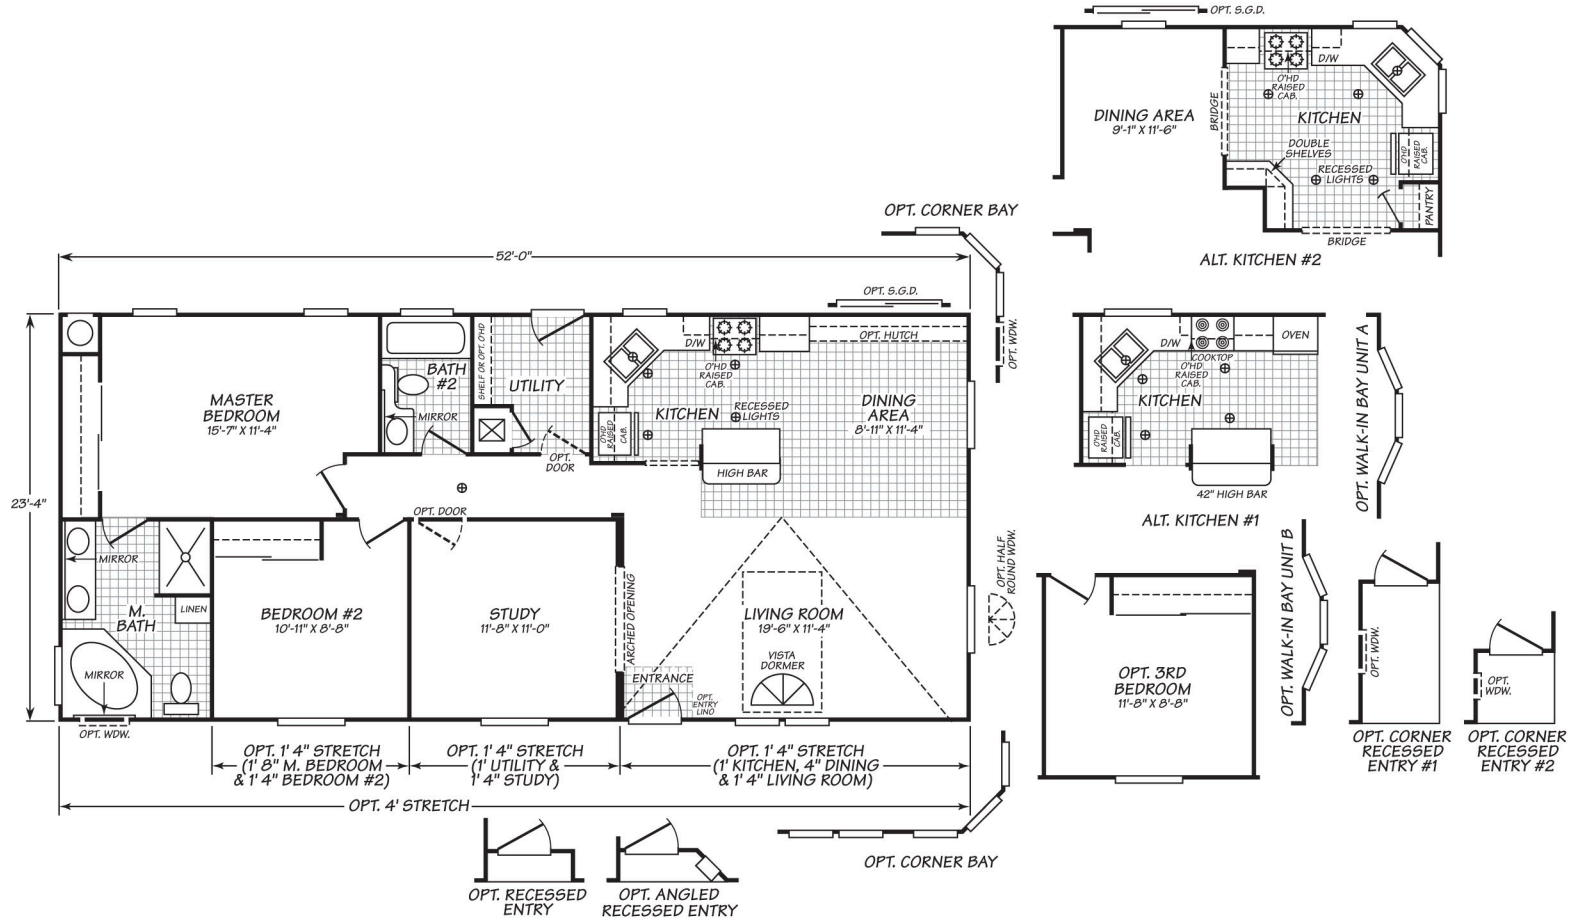 OPT. S.G.D.
D/W
O'HD
RAISED
CAB.
DINING AREA
9'-1" X 11'-6"
BRIDGE
KITCHEN
DOUBLE
SHELVES
O'HD
RAISED
CAB.
RECESSED
LIGHTS
PANTRY
BRIDGE
ALT. KITCHEN #2
OPT. CORNER BAY
52'-0"
OPT. S.G.D.
OPT. WDW.
23'-4"
MASTER
BEDROOM
15'-7" X 11'-4"
BATH
#2
MIRROR
SHELF OR OPT. O'HD
UTILITY
OPT.
DOOR
D/W
O'HD
RAISED
CAB.
OPT. HUTCH
KITCHEN
RECESSED
LIGHTS
O'HD
RAISED
CAB.
HIGH BAR
DINING
AREA
8'-11" X 11'-4"
OPT. DOOR
MIRROR
LINEN
M.
BATH
MIRROR
OPT. WDW.
BEDROOM #2
10'-11" X 8'-8"
STUDY
11'-8" X 11'-0"
ARCHED OPENING
LIVING ROOM
19'-6" X 11'-4"
VISTA
DORMER
ENTRANCE
OPT.
ENTRY
LINO
OPT. HALF
ROUND WDW.
D/W
COOKTOP
O'HD
RAISED
CAB.
OVEN
KITCHEN
O'HD
RAISED
CAB.
42" HIGH BAR
ALT. KITCHEN #1
OPT. WALK-IN BAY UNIT A
OPT. WALK-IN BAY UNIT B
OPT. 3RD
BEDROOM
11'-8" X 8'-8"
OPT. WDW.
OPT. CORNER
RECESSED
ENTRY #1
OPT.
WDW.
OPT. CORNER
RECESSED
ENTRY #2
OPT. 1' 4" STRETCH
(1' 8" M. BEDROOM
& 1' 4" BEDROOM #2)
OPT. 1' 4" STRETCH
(1' UTILITY &
1' 4" STUDY)
OPT. 1' 4" STRETCH
(1' KITCHEN, 4" DINING
& 1' 4" LIVING ROOM)
OPT. 4' STRETCH
OPT. CORNER BAY
OPT. RECESSED
ENTRY
OPT. ANGLED
RECESSED ENTRY